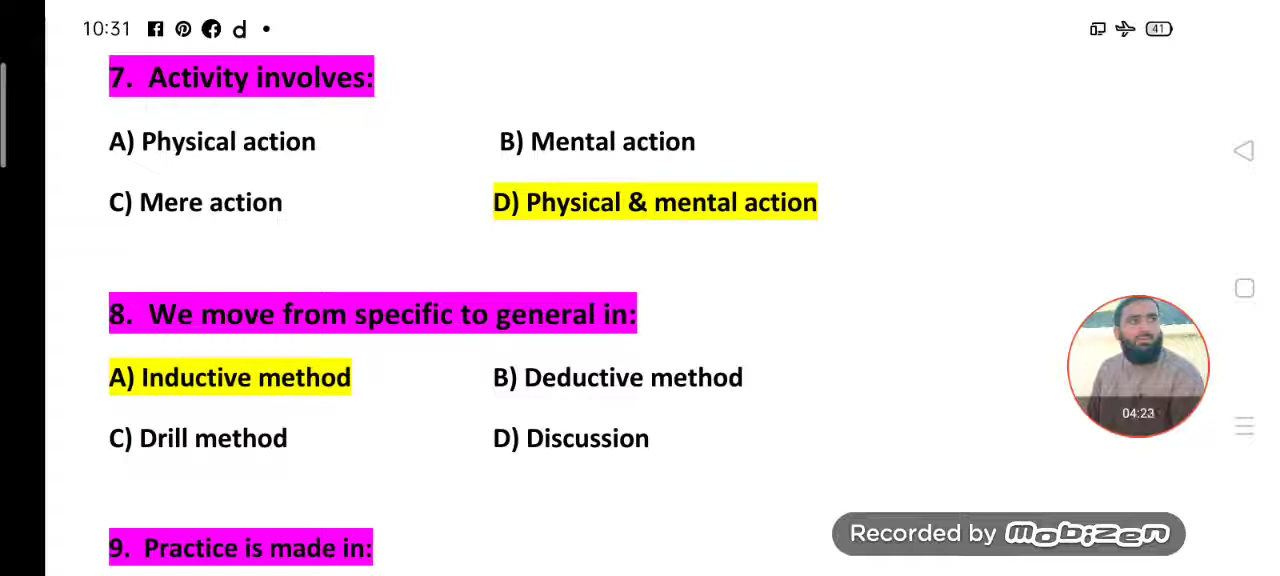 10:31
41
7. Activity involves:
A) Physical action B) Mental action
C) Mere action D) Physical & mental action
8. We move from specific to general in:
A) Inductive method B) Deductive method
C) Drill method D) Discussion
04:23
9. Practice is made in:
Recorded by mobizen